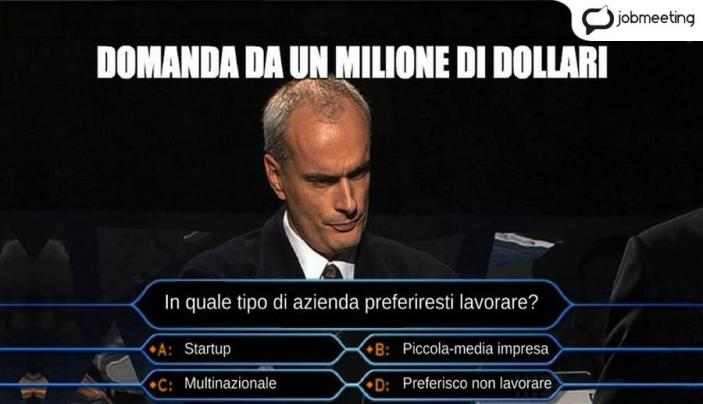 jobmeeting
DOMANDA DA UN MILIONE DI DOLLARI
In quale tipo di azienda preferiresti lavorare?
A: Startup
B: Piccola-media impresa
C: Multinazionale
D: Preferisco non lavorare